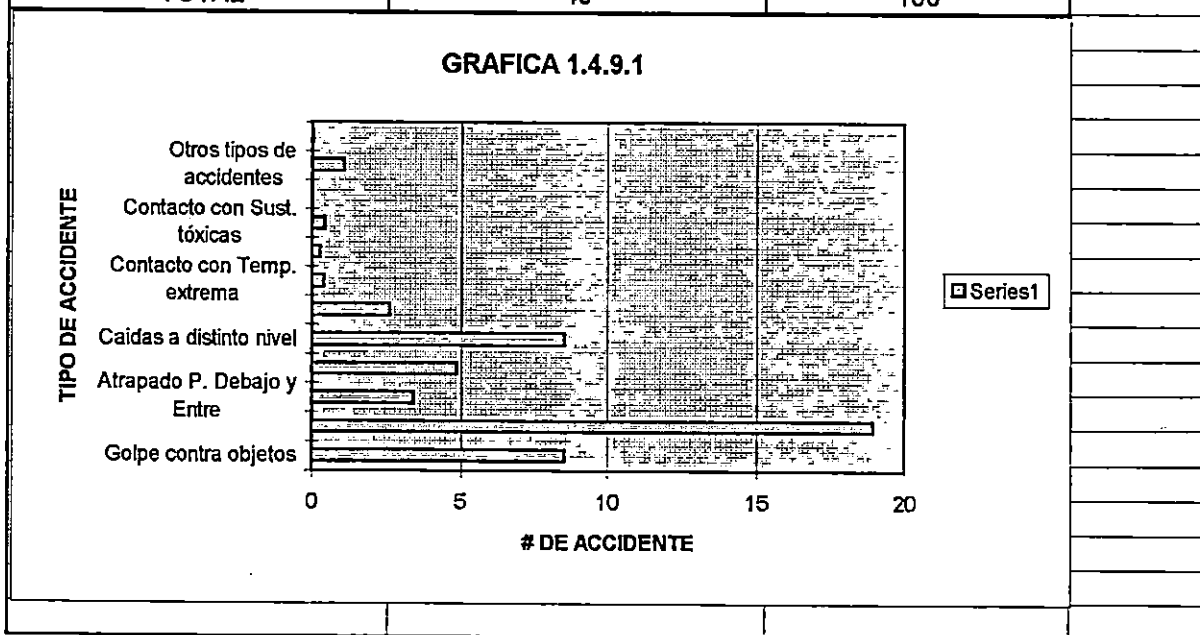 100
GRAFICA 1.4.9.1
TIPO DE ACCIDENTE
Otros tipos de
accidentes
Contacto con Sust.
tóxicas
Contacto con Temp.
extrema
Caidas a distinto nivel
Atrapado P. Debajo y
Entre
Golpe contra objetos
0 5 10 15 20
# DE ACCIDENTE
Series1